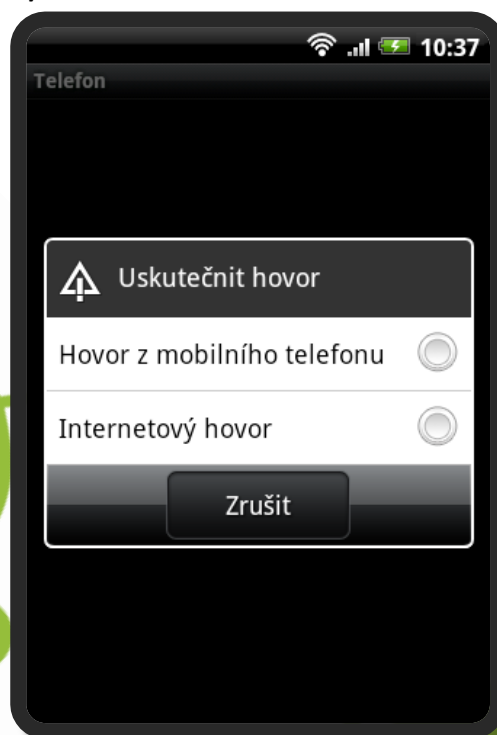 10:37
Telefon
Uskutečnit hovor
Hovor z mobilního telefonu
Internetový hovor
Zrušit